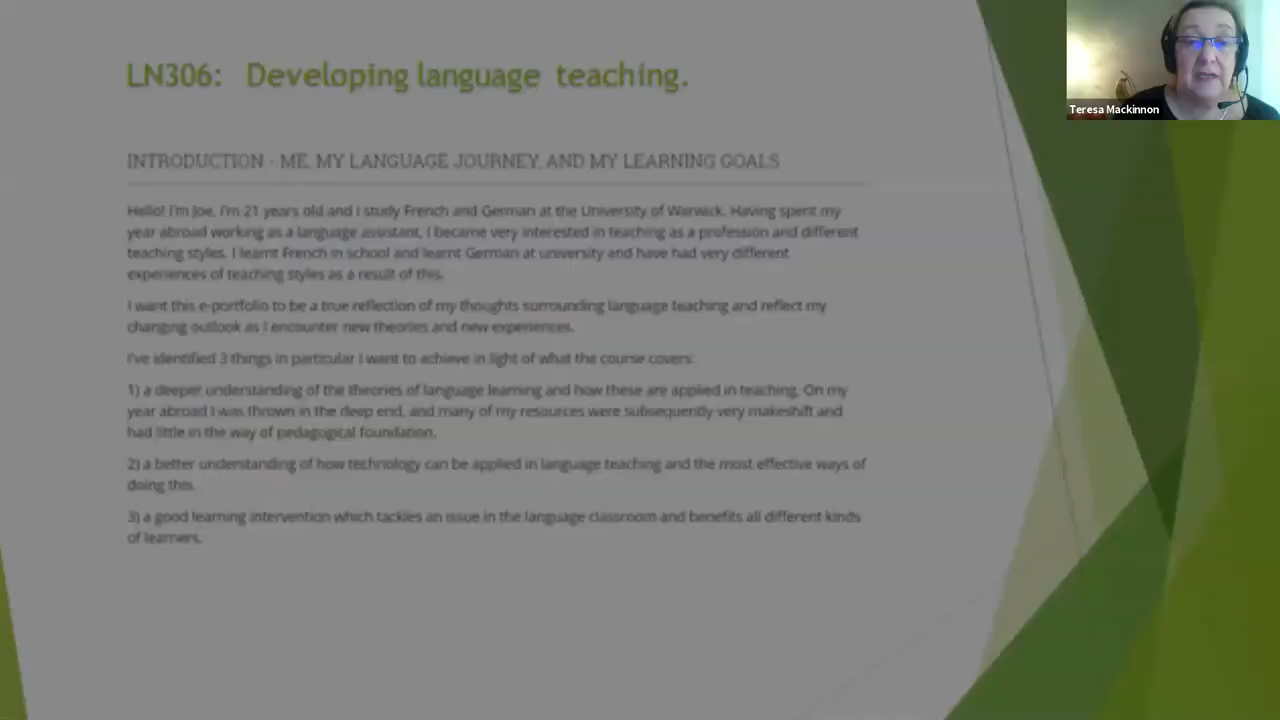 LN306: Developing language teaching.
Teresa Mackinnon
INTRODUCTION - ME, MY LANGUAGE JOURNEY, AND MY LEARNING GOALS
Hello! I'm Joe, I'm 21 years old and I study French and German at the University of Warwick. Having spent my
year abroad working as a language assistant, I became very interested in teaching as a profession and different
teaching styles. I learnt French in school and learnt German at university and have had very different
experiences of teaching styles as a result of this.
I want this e-portfolio to be a true reflection of my thoughts surrounding language teaching and reflect my
changing outlook as I encounter new theories and new experiences.
I've identified 3 things in particular I want to achieve in light of what the course covers:
1) a deeper understanding of the theories of language learning and how these are applied in teaching. On my
year abroad I was thrown in the deep end, and many of my resources were subsequently very makeshift and
had little in the way of pedagogical foundation.
2) a better understanding of how technology can be applied in language teaching and the most effective ways of
doing this.
3) a good learning intervention which tackles an issue in the language classroom and benefits all different kinds
of learners.